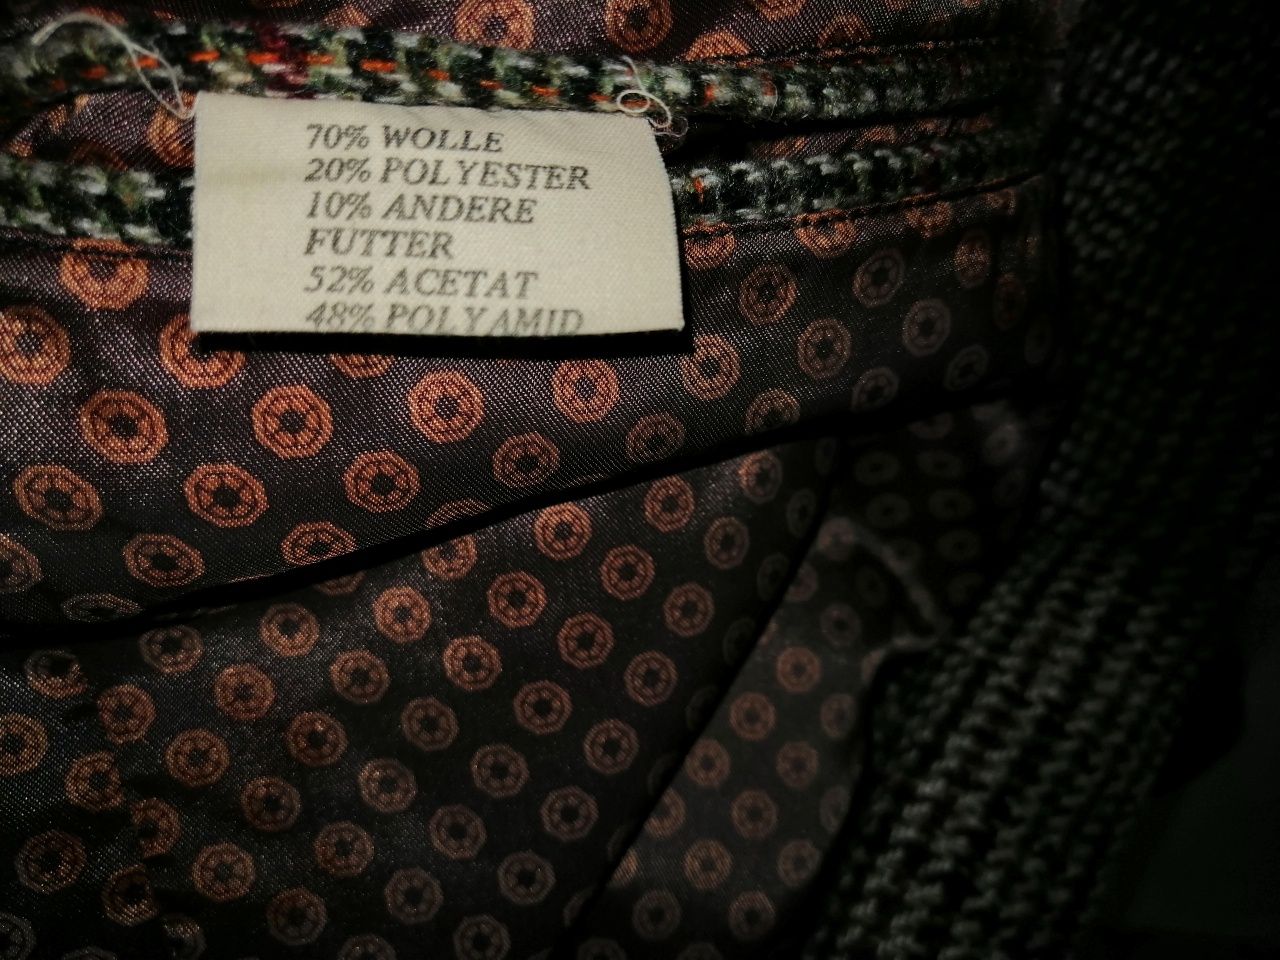 70% WOLLE
20% POLYESTER
10% ANDERE
FUTTER
52% ACETAT
48% POLYAMID